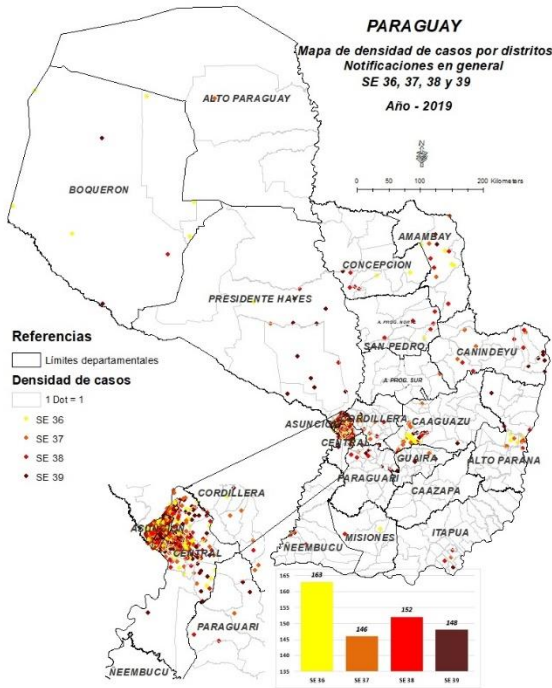 PARAGUAY
Mapa de densidad de casos por distritos
Notificaciones en general
SE 36, 37, 38 y 39
Año - 2019
0 50 100 200 Kilometers
ALTO PARAGUAY
BOQUERON
AMAMBAY
CONCEPCION
PRESIDENTE HAYES
SAN PEDRO
CANINDEYU
CORDILLERA
CAAGUAZU
ASUNCION
CENTRAL
GUAIRA
ALTO PARANA
PARAGUARI
CAAZAPA
ÑEEMBUCU
MISIONES
ITAPUA
Referencias
Límites departamentales
Densidad de casos
1 Dot = 1
SE 36
SE 37
SE 38
SE 39
CORDILLERA
ASUNCION
CENTRAL
PARAGUARI
ÑEEMBUCU
165
160
155
150
145
140
135
163
146
152
148
SE 36
SE 37
SE 38
SE 39